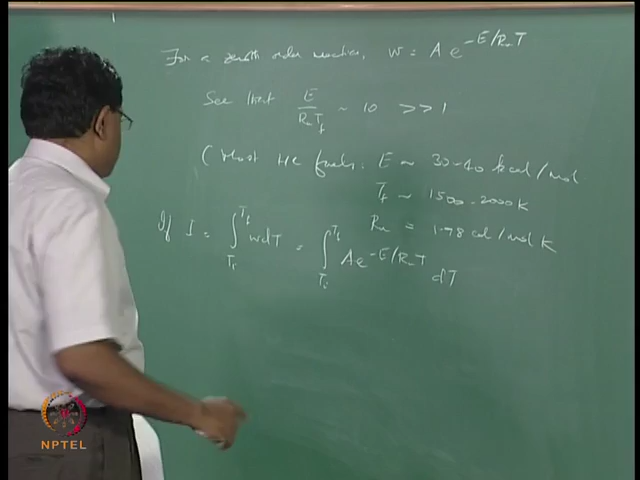 For a zeroth order reaction, w = A e^{-E/R_u T}
See that E/(R_u T_f) ~ 10 >> 1
(Most HC fuels: E ~ 30-40 kcal/mol
T_f ~ 1500-2000K
R_u = 1.98 cal/mol K
If I = ∫_{T_i}^{T_f} w dT = ∫_{T_i}^{T_f} A e^{-E/R_u T} dT
NPTEL